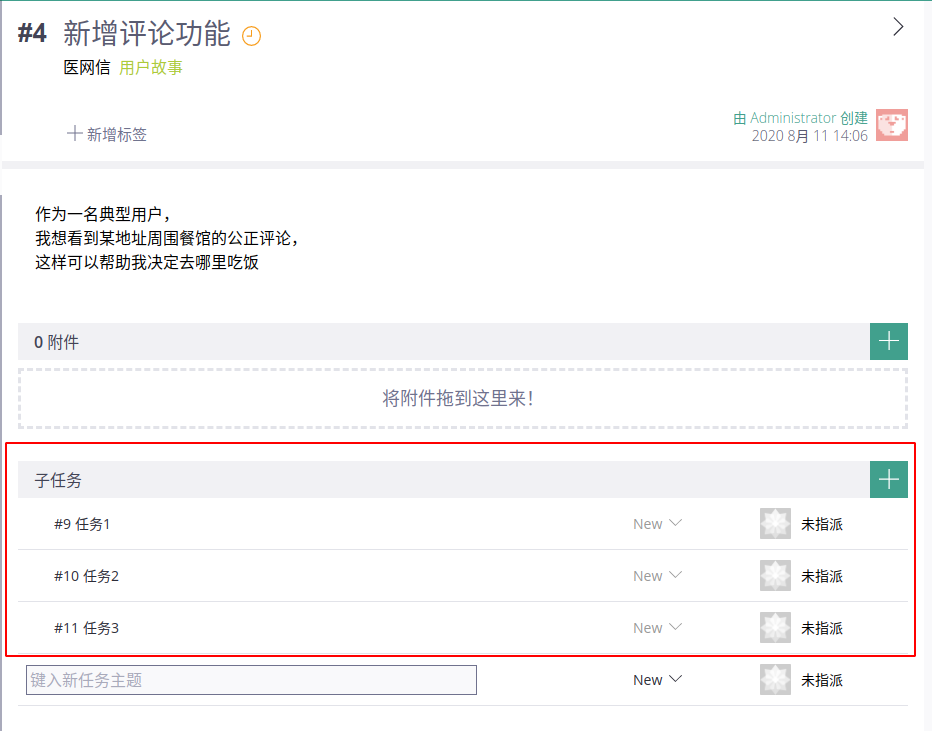 #4 新增评论功能
医网信 用户故事
新增标签
由 Administrator 创建
2020 8月 11 14:06
作为一名典型用户，
我想看到某地址周围餐馆的公正评论，
这样可以帮助我决定去哪里吃饭
0 附件
将附件拖到这里来！
子任务
#9 任务1 New 未指派
#10 任务2 New 未指派
#11 任务3 New 未指派
键入新任务主题 New 未指派